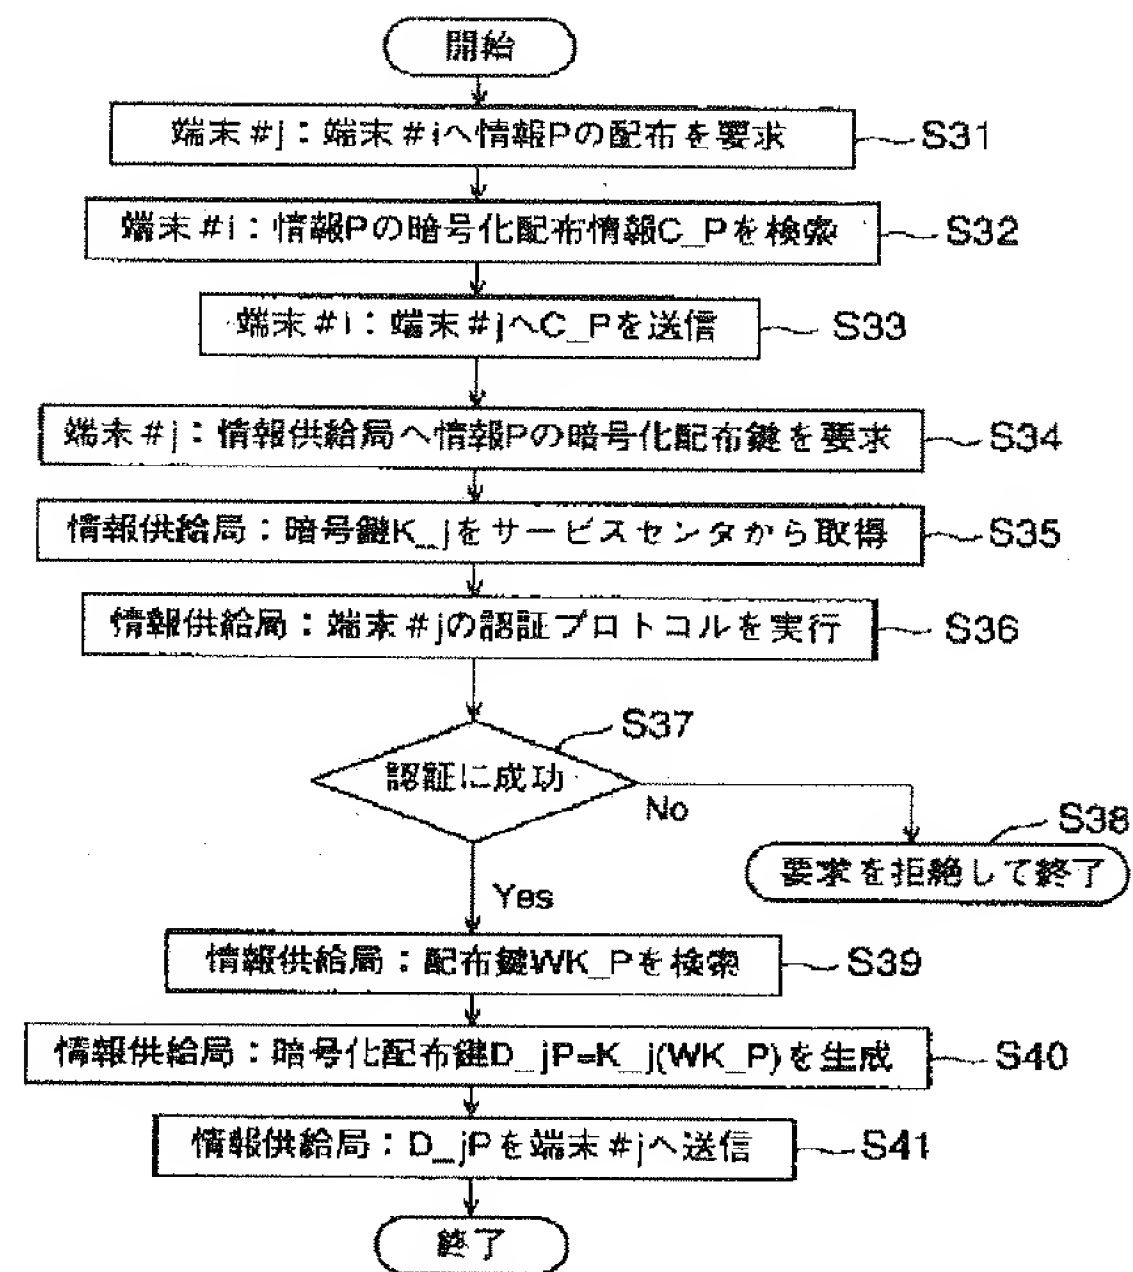 開始
端末#j:端末#iへ情報Pの配布を要求
S31
端末#i:情報Pの暗号化配布情報C_Pを検索
S32
端末#i:端末#jへC_Pを送信
S33
端末#j:情報供給局へ情報Pの暗号化配布鍵を要求
S34
情報供給局:暗号鍵K_jをサービスセンタから取得
S35
情報供給局:端末#jの認証プロトコルを実行
S36
S37
認証に成功
No
S38
要求を拒絶して終了
Yes
情報供給局:配布鍵WK_Pを検索
S39
情報供給局:暗号化配布鍵D_jP=K_j(WK_P)を生成
S40
情報供給局:D_jPを端末#jへ送信
S41
終了